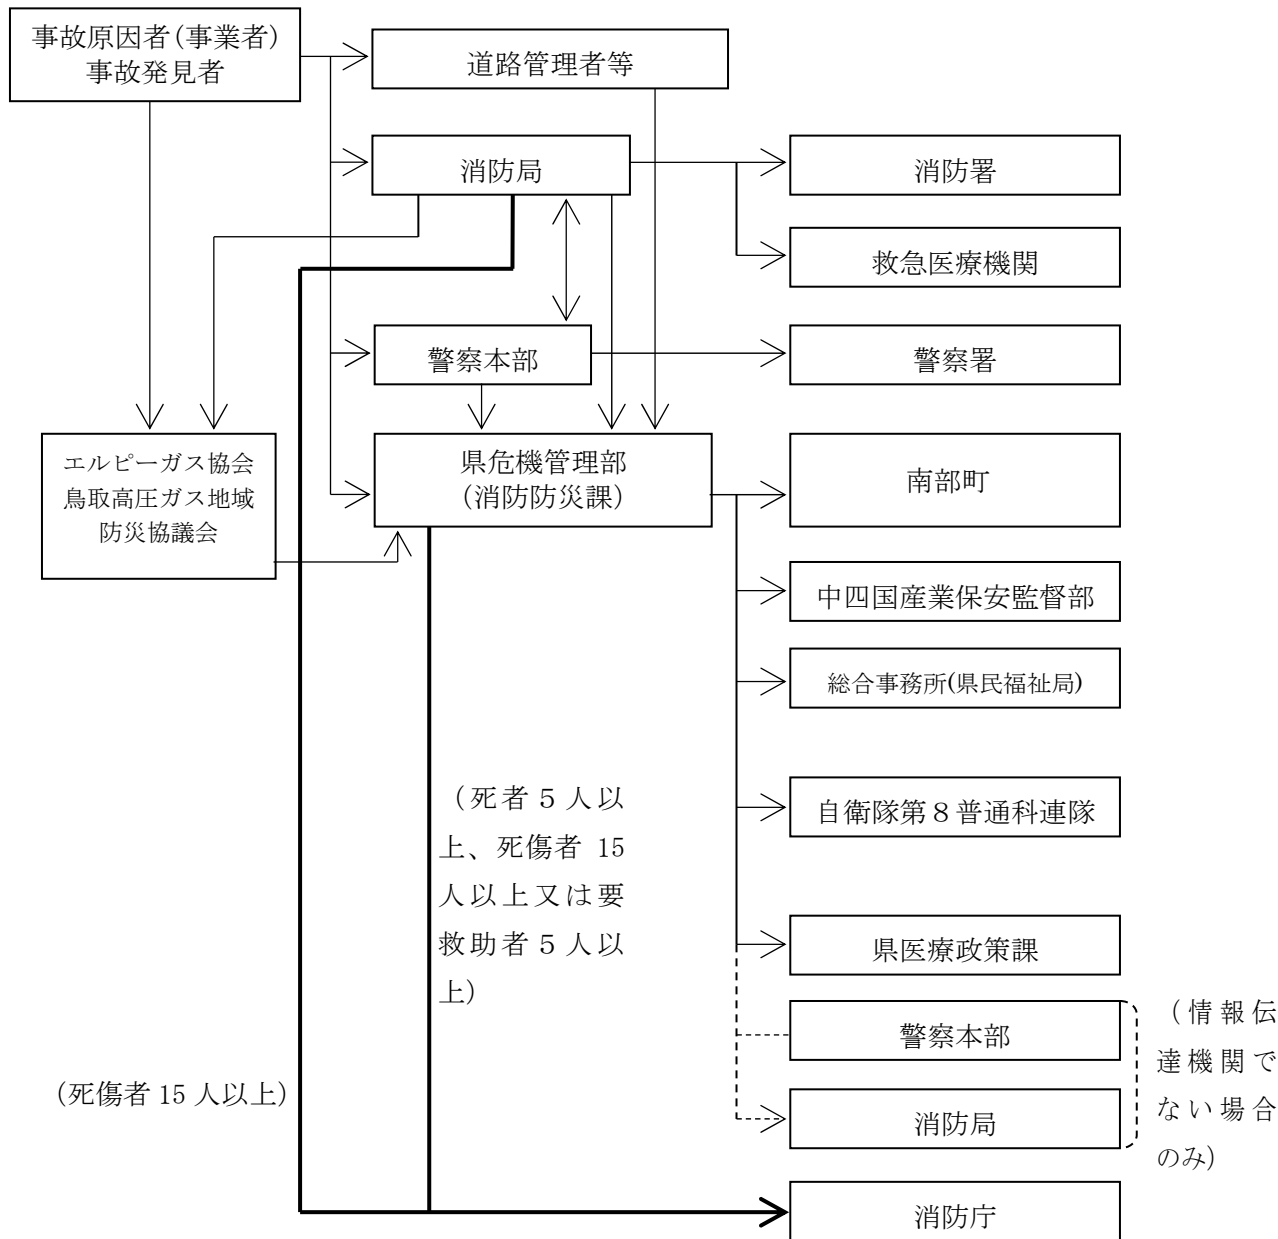 事故原因者(事業者)
事故発見者
道路管理者等
消防局
消防署
救急医療機関
警察本部
警察署
エルピーガス協会
鳥取高圧ガス地域
防災協議会
県危機管理部
(消防防災課)
南部町
中四国産業保安監督部
総合事務所(県民福祉局)
自衛隊第８普通科連隊
(死者５人以
上、死傷者 15
人以上又は要
救助者５人以
上)
県医療政策課
警察本部
消防局
(情報伝
達機関で
ない場合
のみ)
(死傷者 15 人以上)
消防庁